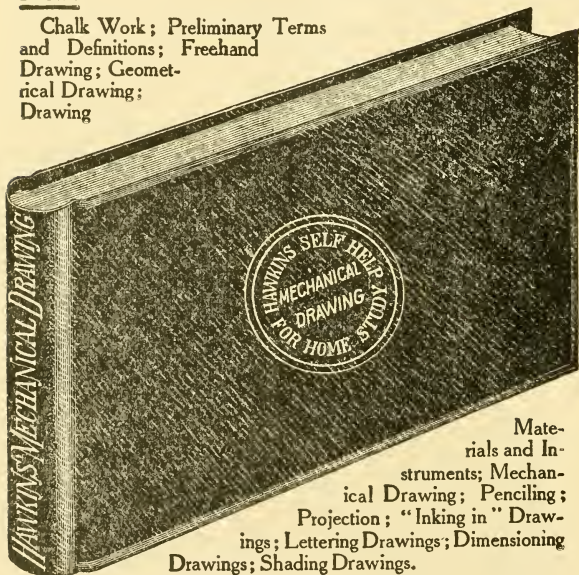 Chalk Work; Preliminary Terms
and Definitions; Freehand
Drawing; Geomet-
rical Drawing;
Drawing
HAWKINS MECHANICAL DRAWING
HAWKINS SELF HELP
MECHANICAL
DRAWING
FOR HOME STUDY
Mate-
rials and In-
struments; Mechan-
ical Drawing; Penciling;
Projection; "Inking in" Draw-
ings; Lettering Drawings; Dimensioning
Drawings; Shading Drawings.